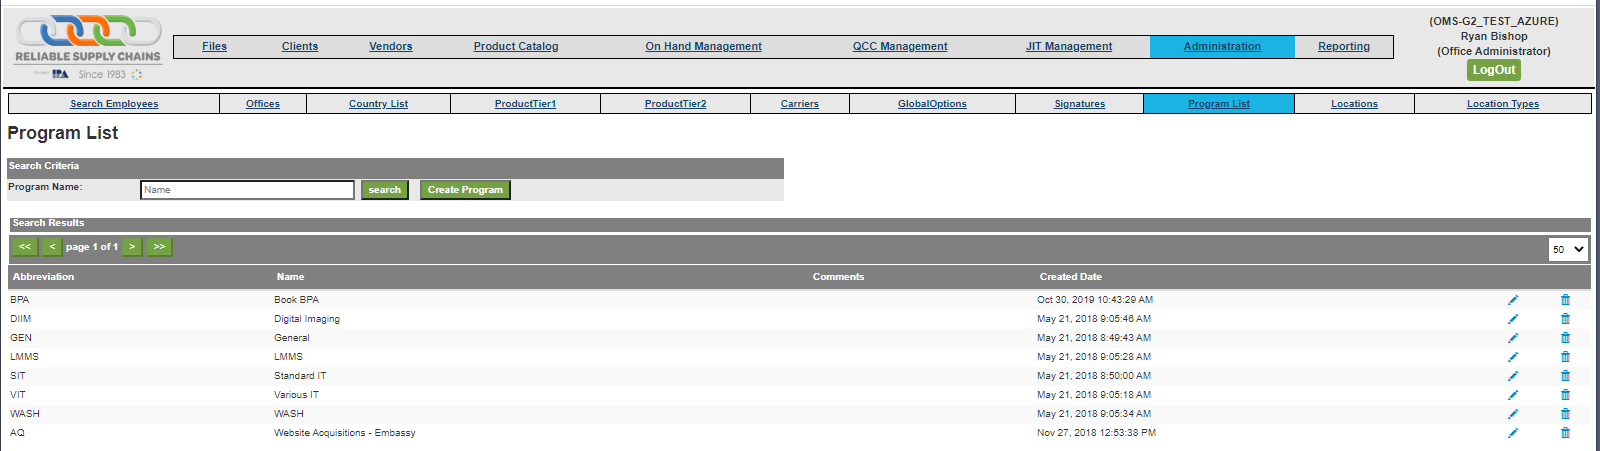 RELIABLE SUPPLY CHAINS
Formerly IPA Since 1983
Files Clients Vendors Product Catalog On Hand Management QCC Management JIT Management Administration Reporting
(OMS-G2_TEST_AZURE)
Ryan Bishop
(Office Administrator)
LogOut
Search Employees Offices Country List ProductTier1 ProductTier2 Carriers GlobalOptions Signatures Program List Locations Location Types
Program List
Search Criteria
Program Name: Name search Create Program
Search Results
<< < page 1 of 1 > >> 50
Abbreviation Name Comments Created Date
BPA Book BPA Oct 30, 2019 10:43:29 AM
DIIM Digital Imaging May 21, 2018 9:05:46 AM
GEN General May 21, 2018 8:49:43 AM
LMMS LMMS May 21, 2018 9:05:28 AM
SIT Standard IT May 21, 2018 8:50:00 AM
VIT Various IT May 21, 2018 9:05:18 AM
WASH WASH May 21, 2018 9:05:34 AM
AQ Website Acquisitions - Embassy Nov 27, 2018 12:53:38 PM